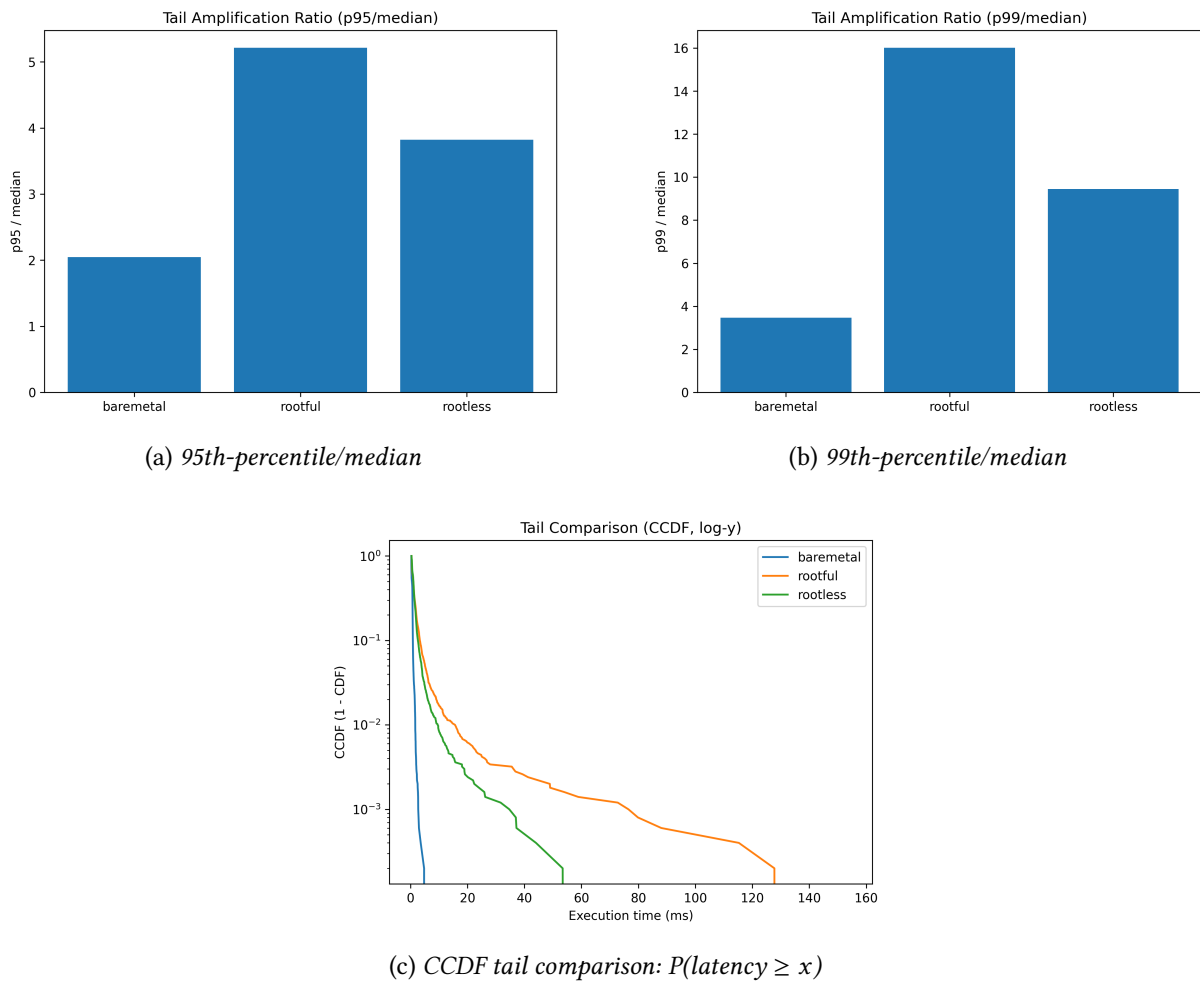 Tail Amplification Ratio (p95/median)
p95 / median
5
4
3
2
1
0
baremetal rootful rootless
(a) 95th-percentile/median
Tail Amplification Ratio (p99/median)
p99 / median
16
14
12
10
8
6
4
2
0
baremetal rootful rootless
(b) 99th-percentile/median
Tail Comparison (CCDF, log-y)
CCDF (1 - CDF)
10⁰
10⁻¹
10⁻²
10⁻³
baremetal
rootful
rootless
0 20 40 60 80 100 120 140 160
Execution time (ms)
(c) CCDF tail comparison: P(latency ≥ x)